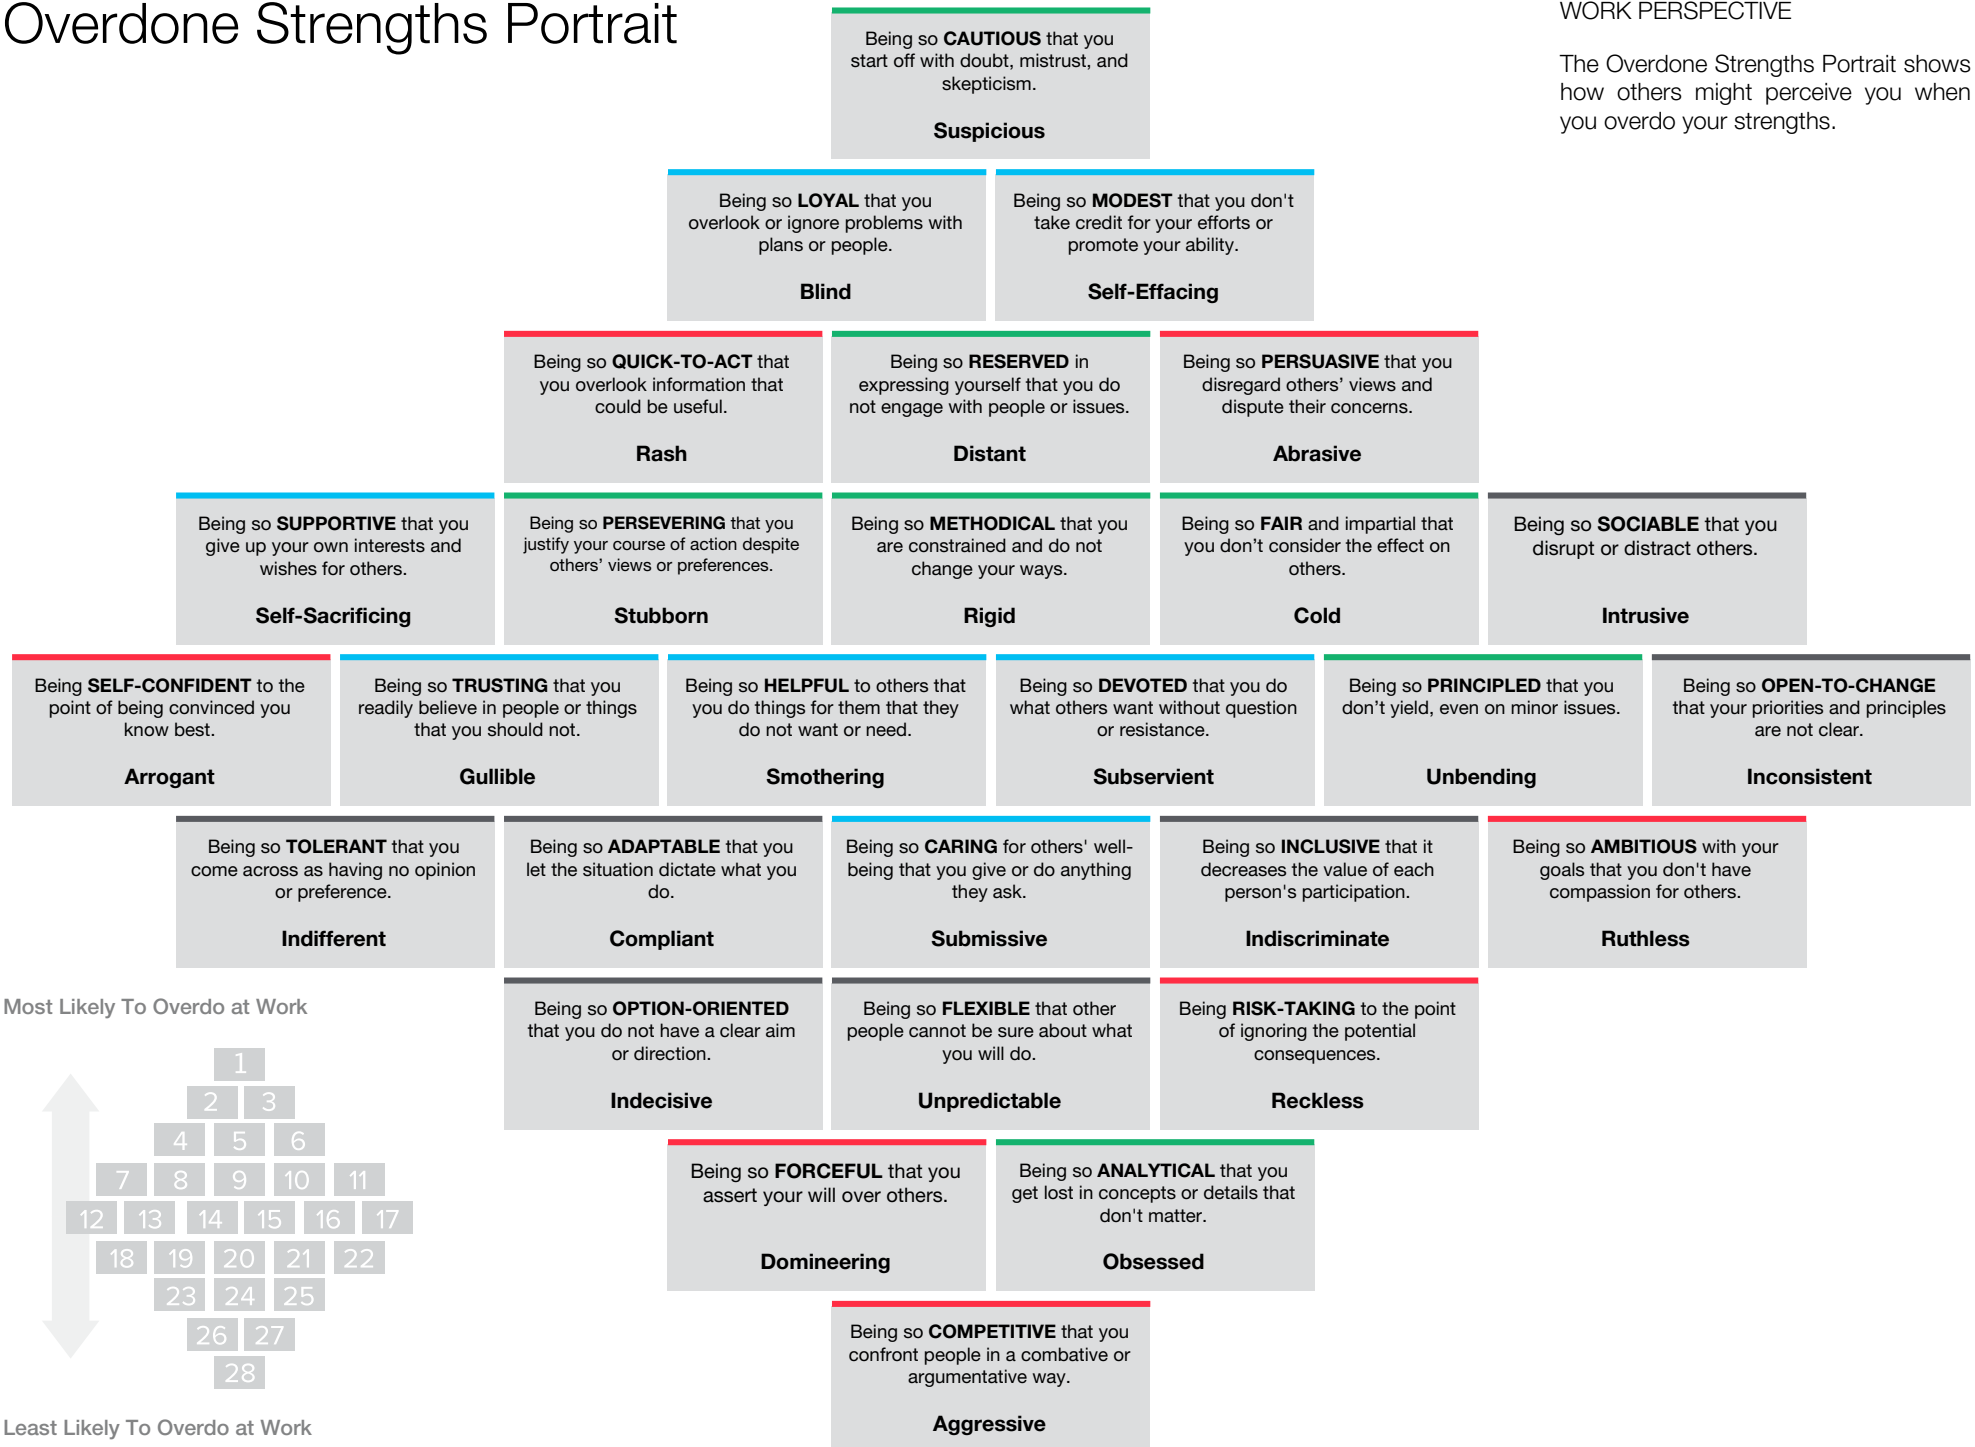 Overdone Strengths Portrait
WORK PERSPECTIVE
The Overdone Strengths Portrait shows
how others might perceive you when
you overdo your strengths.
Being so CAUTIOUS that you
start off with doubt, mistrust, and
skepticism.
Suspicious
Being so LOYAL that you
overlook or ignore problems with
plans or people.
Blind
Being so MODEST that you don't
take credit for your efforts or
promote your ability.
Self-Effacing
Being so QUICK-TO-ACT that
you overlook information that
could be useful.
Rash
Being so RESERVED in
expressing yourself that you do
not engage with people or issues.
Distant
Being so PERSUASIVE that you
disregard others’ views and
dispute their concerns.
Abrasive
Being so SUPPORTIVE that you
give up your own interests and
wishes for others.
Self-Sacrificing
Being so PERSEVERING that you
justify your course of action despite
others’ views or preferences.
Stubborn
Being so METHODICAL that you
are constrained and do not
change your ways.
Rigid
Being so FAIR and impartial that
you don’t consider the effect on
others.
Cold
Being so SOCIABLE that you
disrupt or distract others.
Intrusive
Being SELF-CONFIDENT to the
point of being convinced you
know best.
Arrogant
Being so TRUSTING that you
readily believe in people or things
that you should not.
Gullible
Being so HELPFUL to others that
you do things for them that they
do not want or need.
Smothering
Being so DEVOTED that you do
what others want without question
or resistance.
Subservient
Being so PRINCIPLED that you
don’t yield, even on minor issues.
Unbending
Being so OPEN-TO-CHANGE
that your priorities and principles
are not clear.
Inconsistent
Being so TOLERANT that you
come across as having no opinion
or preference.
Indifferent
Being so ADAPTABLE that you
let the situation dictate what you
do.
Compliant
Being so CARING for others' well-
being that you give or do anything
they ask.
Submissive
Being so INCLUSIVE that it
decreases the value of each
person's participation.
Indiscriminate
Being so AMBITIOUS with your
goals that you don't have
compassion for others.
Ruthless
Being so OPTION-ORIENTED
that you do not have a clear aim
or direction.
Indecisive
Being so FLEXIBLE that other
people cannot be sure about what
you will do.
Unpredictable
Being RISK-TAKING to the point
of ignoring the potential
consequences.
Reckless
Being so FORCEFUL that you
assert your will over others.
Domineering
Being so ANALYTICAL that you
get lost in concepts or details that
don't matter.
Obsessed
Being so COMPETITIVE that you
confront people in a combative or
argumentative way.
Aggressive
Most Likely To Overdo at Work
1
2 3
4 5 6
7 8 9 10 11
12 13 14 15 16 17
18 19 20 21 22
23 24 25
26 27
28
Least Likely To Overdo at Work